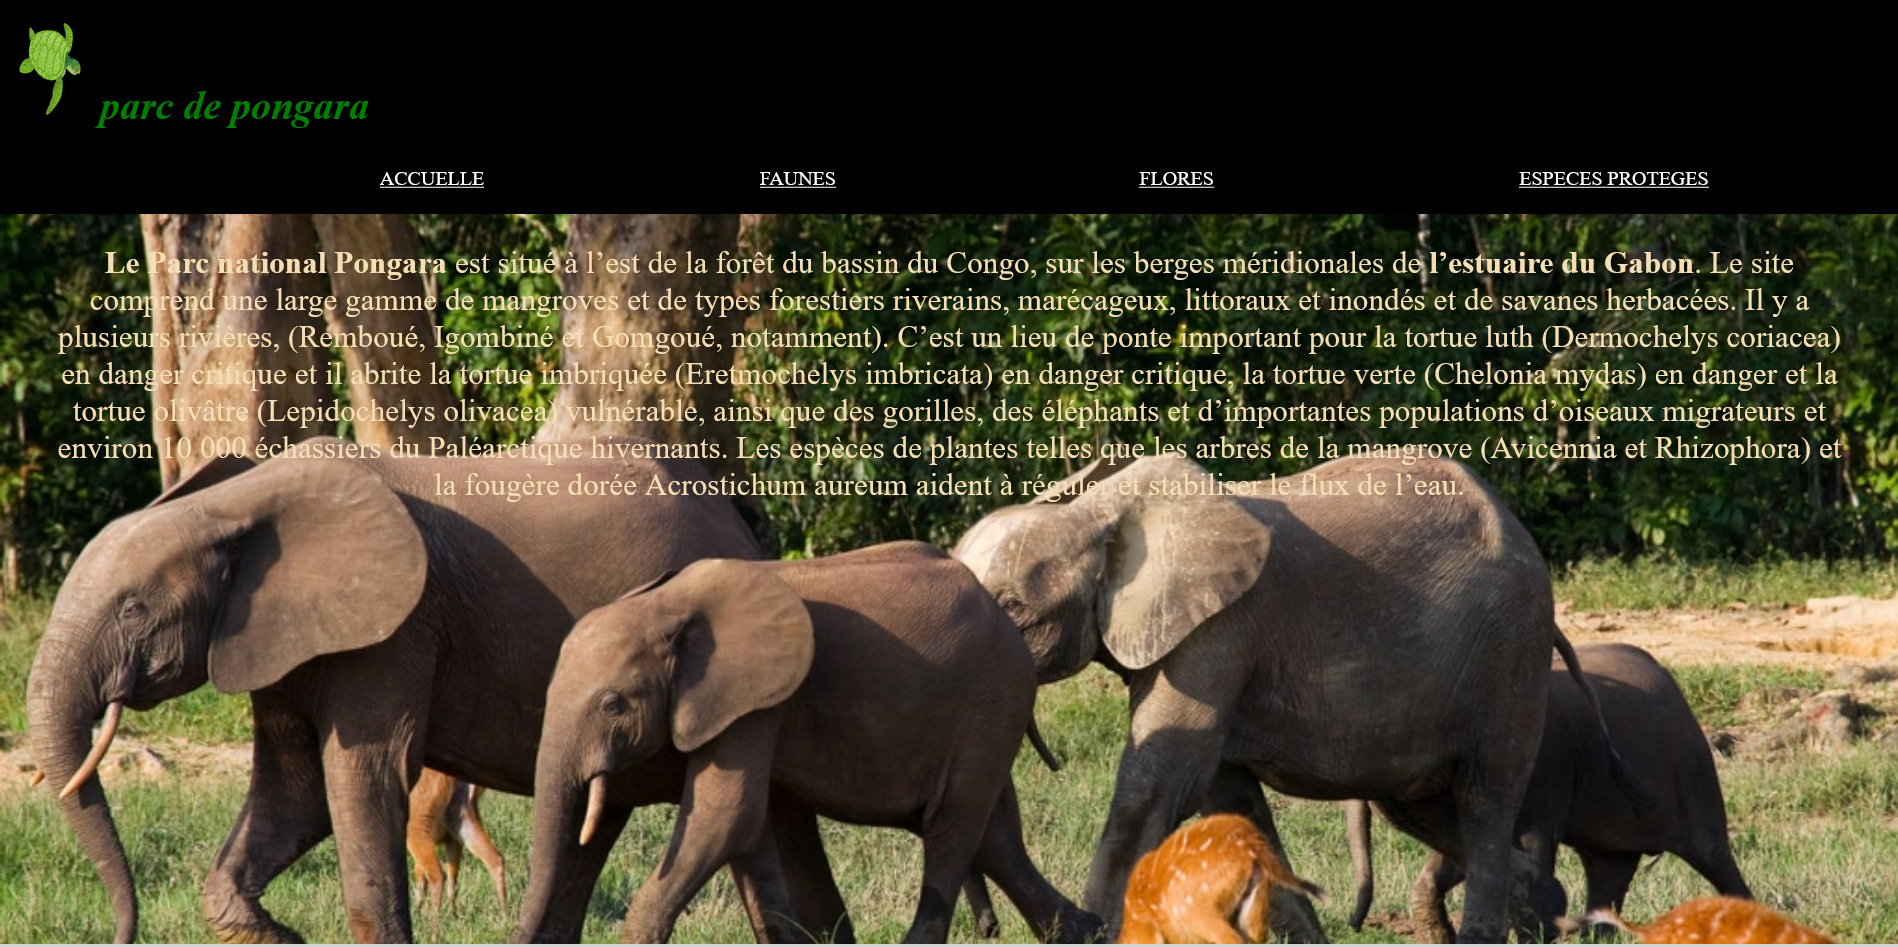 parc de pongara
ACCUELLE FAUNES FLORES ESPECES PROTEGES
Le Parc national Pongara est situé à l’est de la forêt du bassin du Congo, sur les berges méridionales de l’estuaire du Gabon. Le site
comprend une large gamme de mangroves et de types forestiers riverains, marécageux, littoraux et inondés et de savanes herbacées. Il y a
plusieurs rivières, (Remboué, Igombiné et Gomgoué, notamment). C’est un lieu de ponte important pour la tortue luth (Dermochelys coriacea)
en danger critique et il abrite la tortue imbriquée (Eretmochelys imbricata) en danger critique, la tortue verte (Chelonia mydas) en danger et la
tortue olivâtre (Lepidochelys olivacea) vulnérable, ainsi que des gorilles, des éléphants et d’importantes populations d’oiseaux migrateurs et
environ 10 000 échassiers du Paléarctique hivernants. Les espèces de plantes telles que les arbres de la mangrove (Avicennia et Rhizophora) et
la fougère dorée Acrostichum aureum aident à réguler et stabiliser le flux de l’eau.